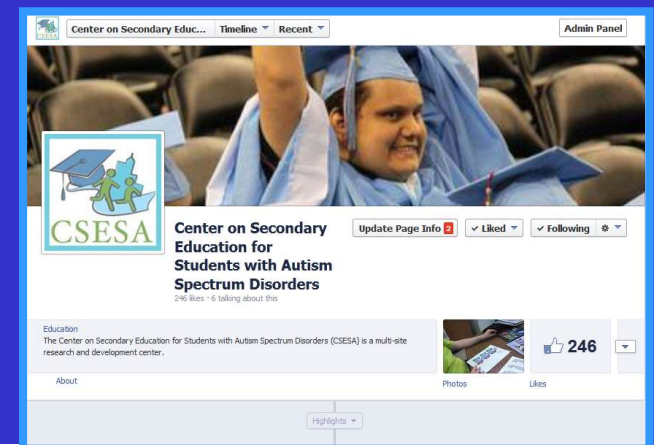 Center on Secondary Educ... Timeline Recent Admin Panel
CSESA
Center on Secondary
Education for
Students with Autism
Spectrum Disorders
246 likes · 6 talking about this
Update Page Info 2 ✓ Liked ✓ Following
Education
The Center on Secondary Education for Students with Autism Spectrum Disorders (CSESA) is a multi-site
research and development center.
246
About Photos Likes
Highlights